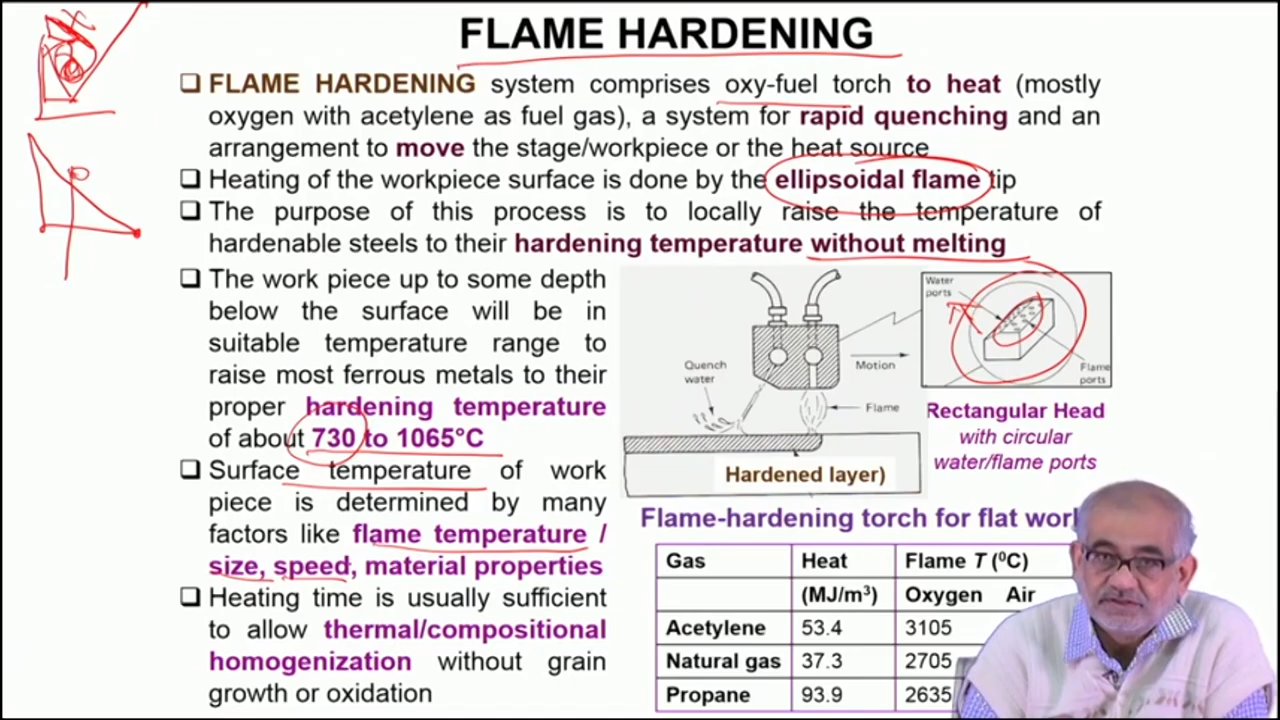 FLAME HARDENING
❑ FLAME HARDENING system comprises oxy-fuel torch to heat (mostly
oxygen with acetylene as fuel gas), a system for rapid quenching and an
arrangement to move the stage/workpiece or the heat source
❑ Heating of the workpiece surface is done by the ellipsoidal flame tip
❑ The purpose of this process is to locally raise the temperature of
hardenable steels to their hardening temperature without melting
❑ The work piece up to some depth
below the surface will be in
suitable temperature range to
raise most ferrous metals to their
proper hardening temperature
of about 730 to 1065°C
❑ Surface temperature of work
piece is determined by many
factors like flame temperature /
size, speed, material properties
❑ Heating time is usually sufficient
to allow thermal/compositional
homogenization without grain
growth or oxidation
Water
ports
Quench
water
Motion
Flame
ports
Flame
Hardened layer)
Rectangular Head
with circular
water/flame ports
Flame-hardening torch for flat work
Gas Heat Flame T (⁰C)
(MJ/m³) Oxygen Air
Acetylene 53.4 3105
Natural gas 37.3 2705
Propane 93.9 2635